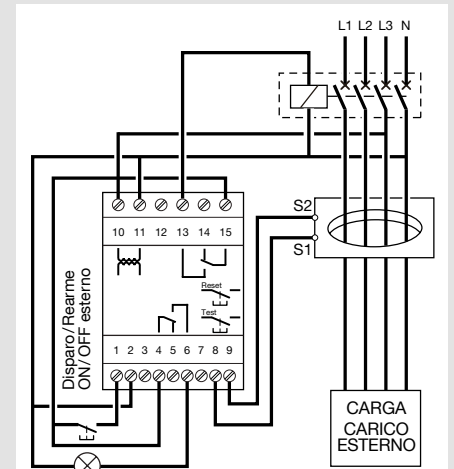 L1 L2 L3 N
S2
S1
10 11 12 13 14 15
Reset
Test
Disparo/Rearme
ON/OFF esterno
1 2 3 4 5 6 7 8 9
CARGA
CARICO
ESTERNO